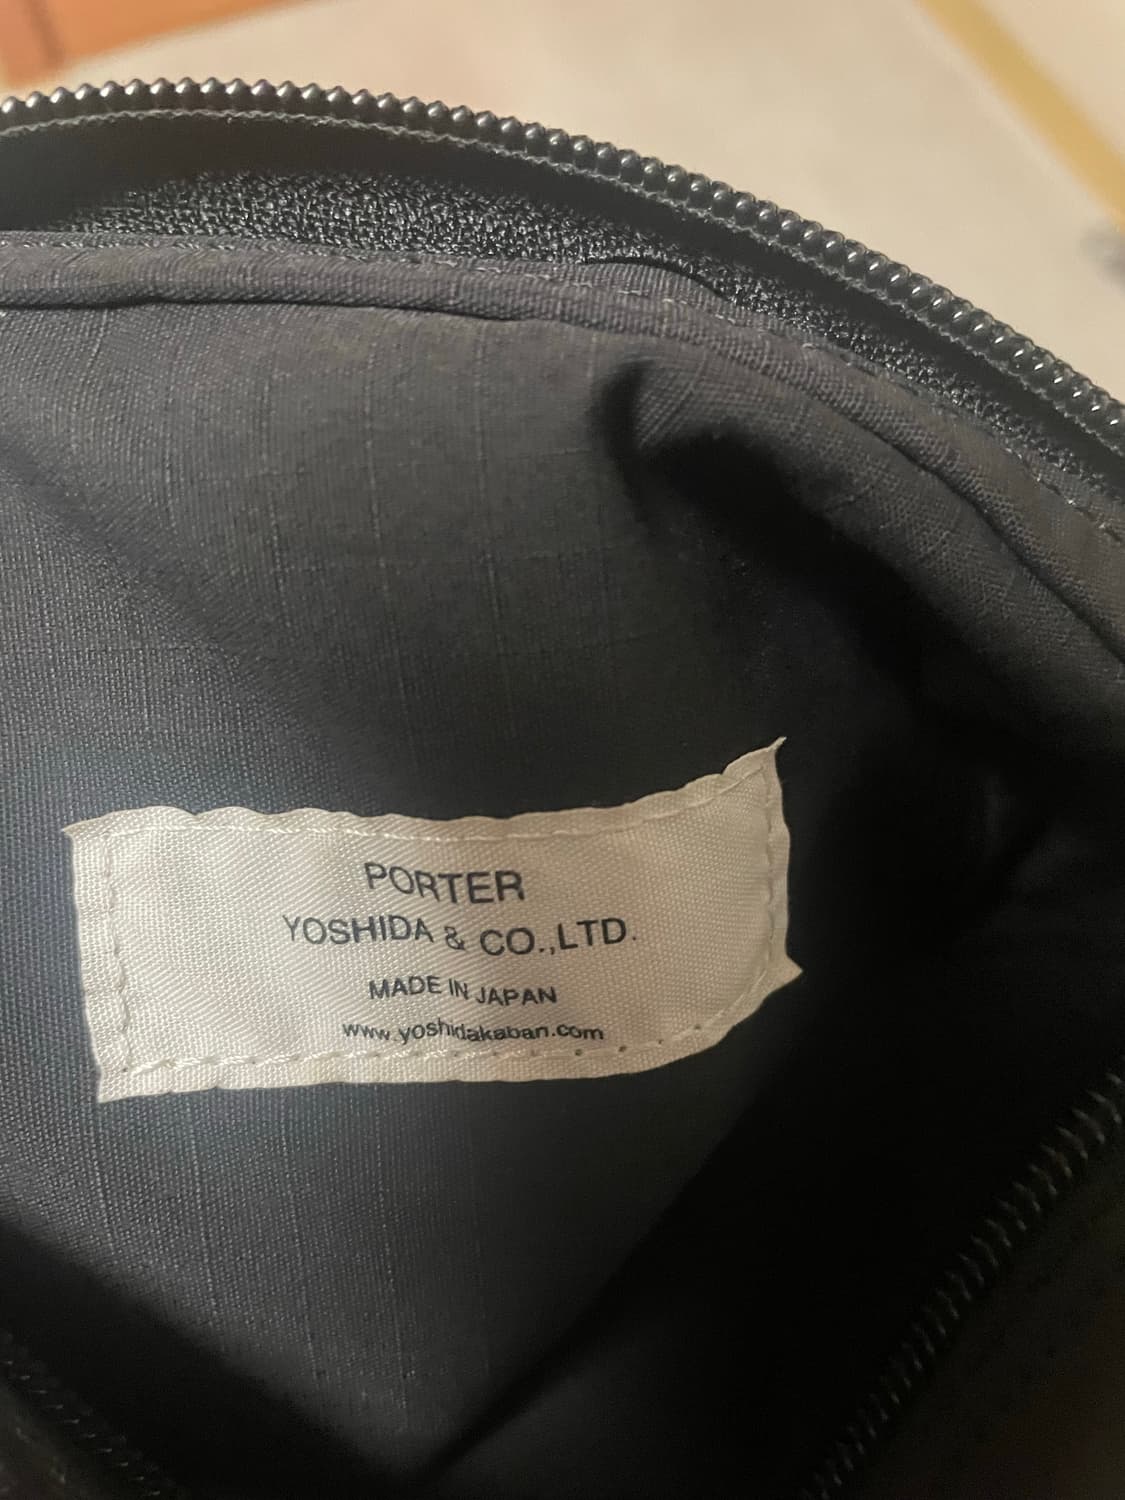 PORTER
YOSHIDA & CO.,LTD.
MADE IN JAPAN
www.yoshidakaban.com